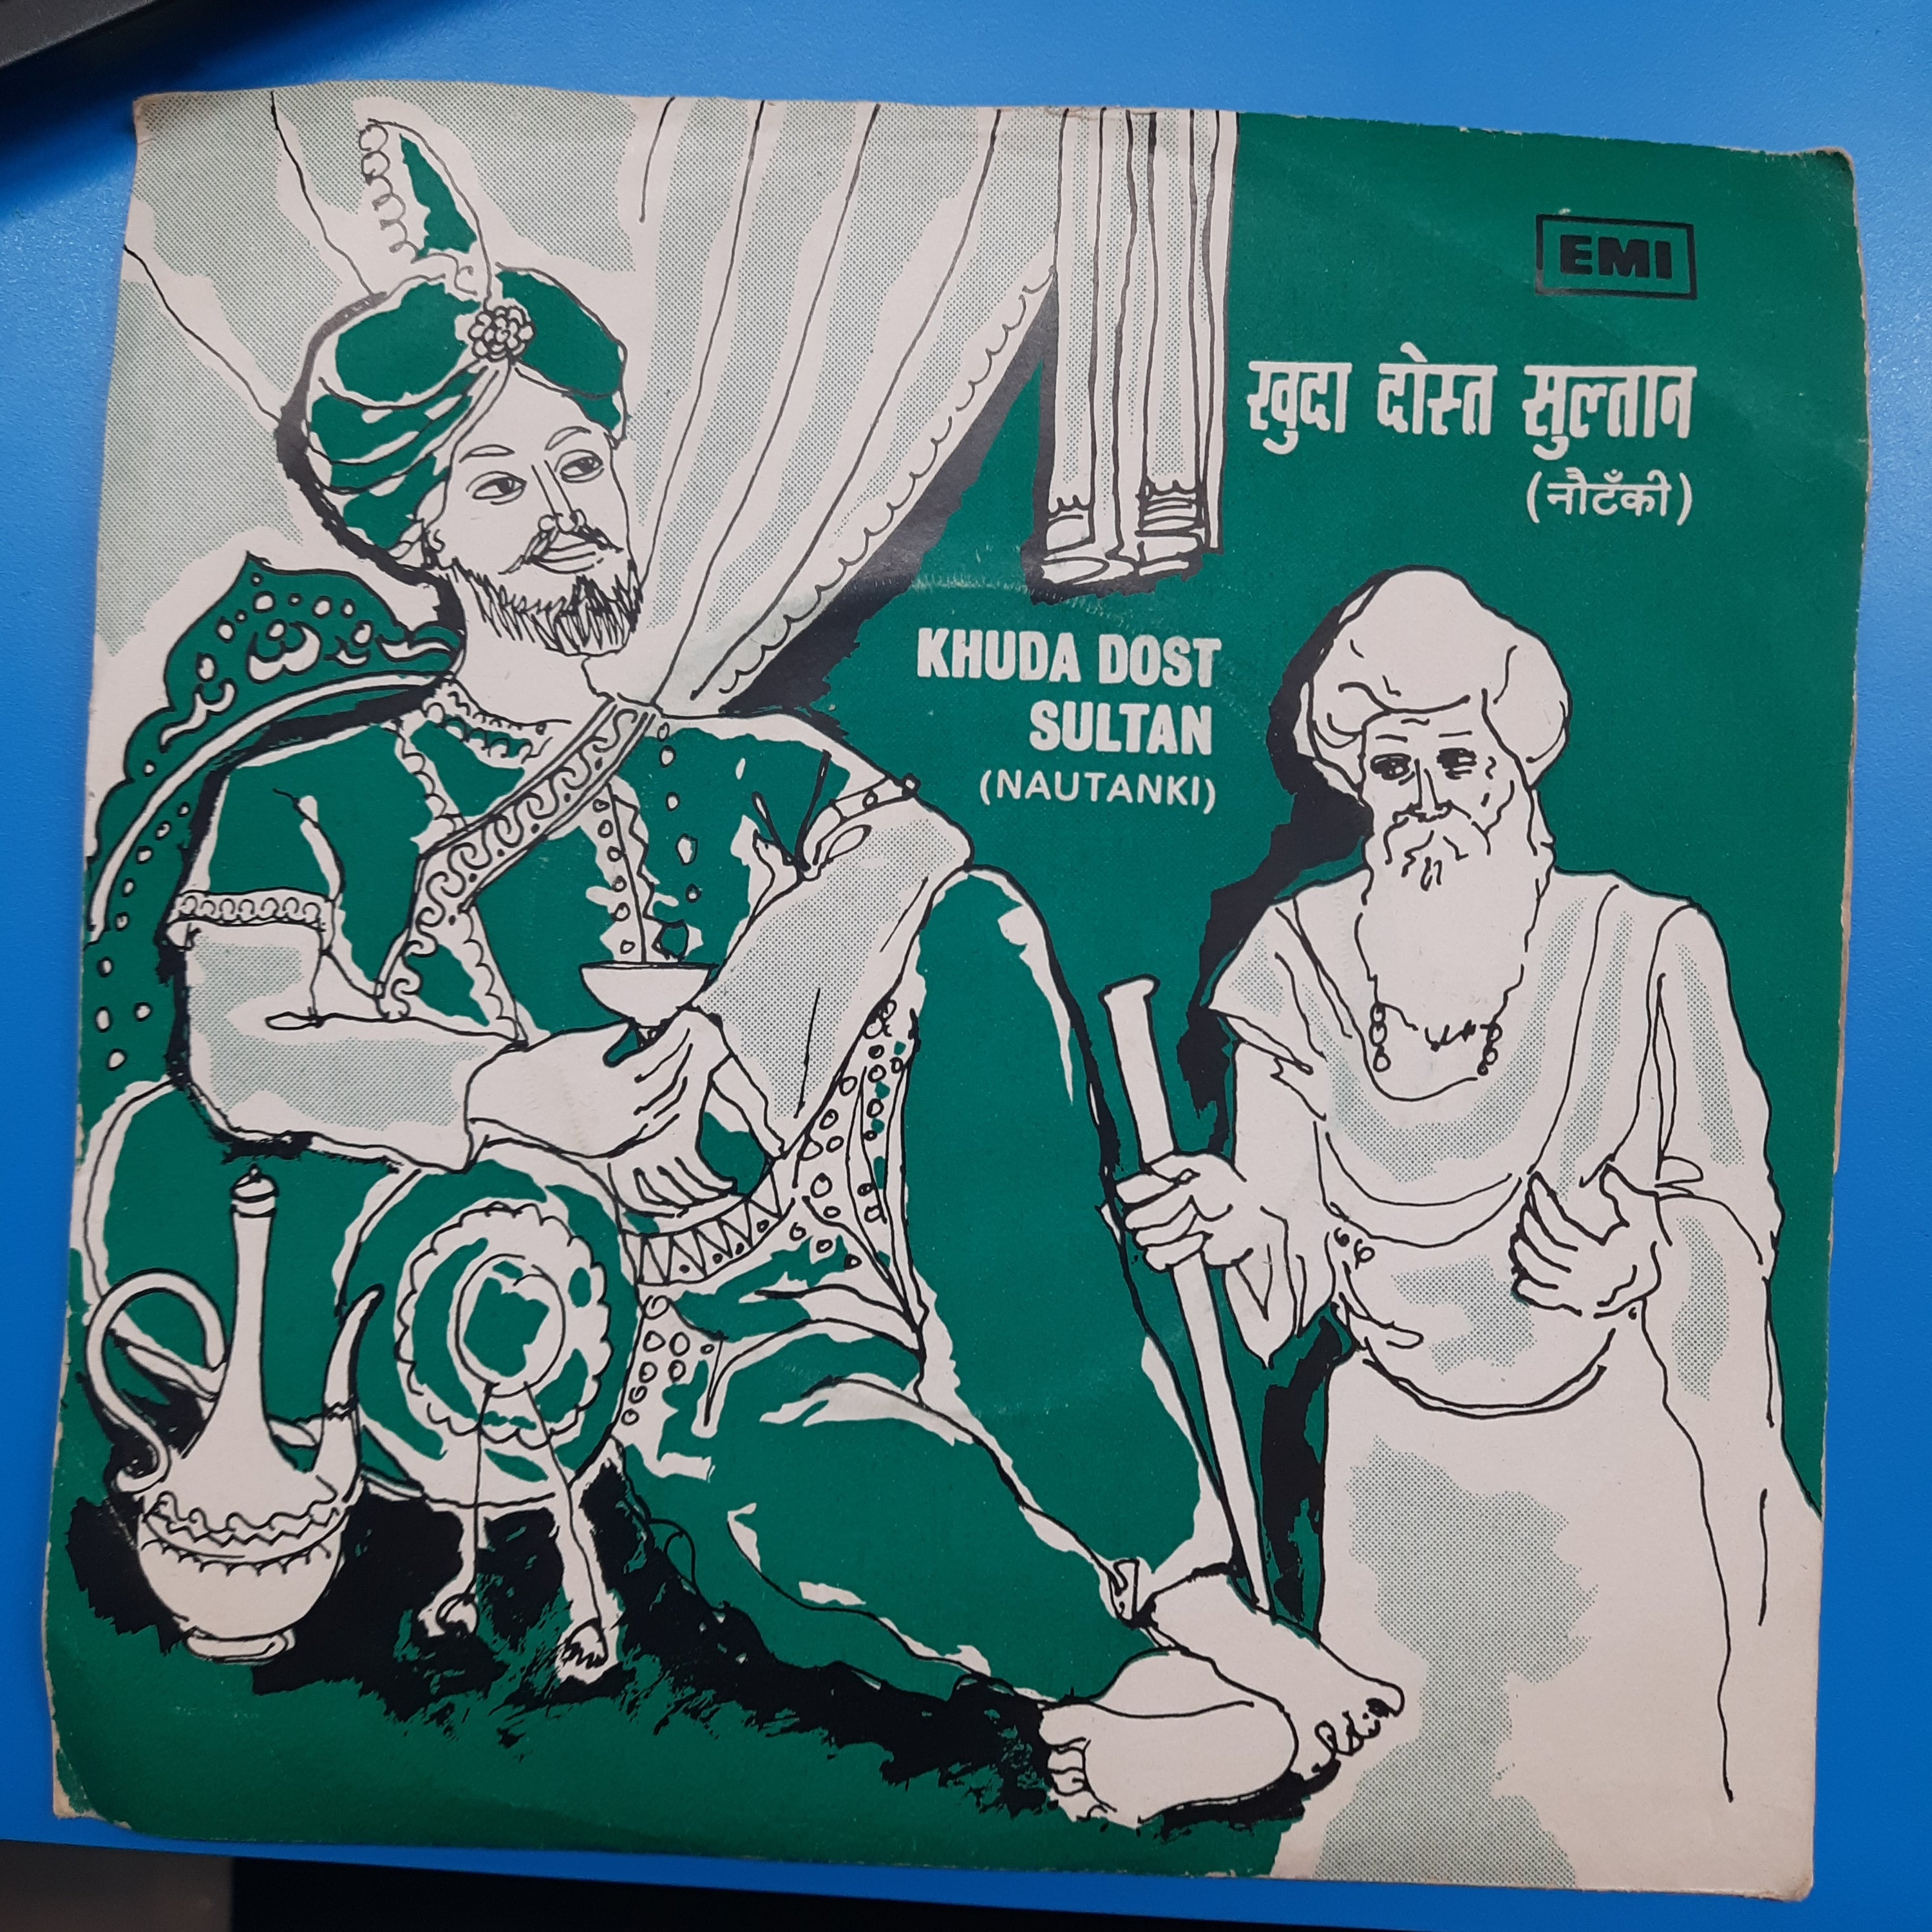 EMI
खुदा दोस्त सुल्तान
(नौटँकी)
KHUDA DOST
SULTAN
(NAUTANKI)